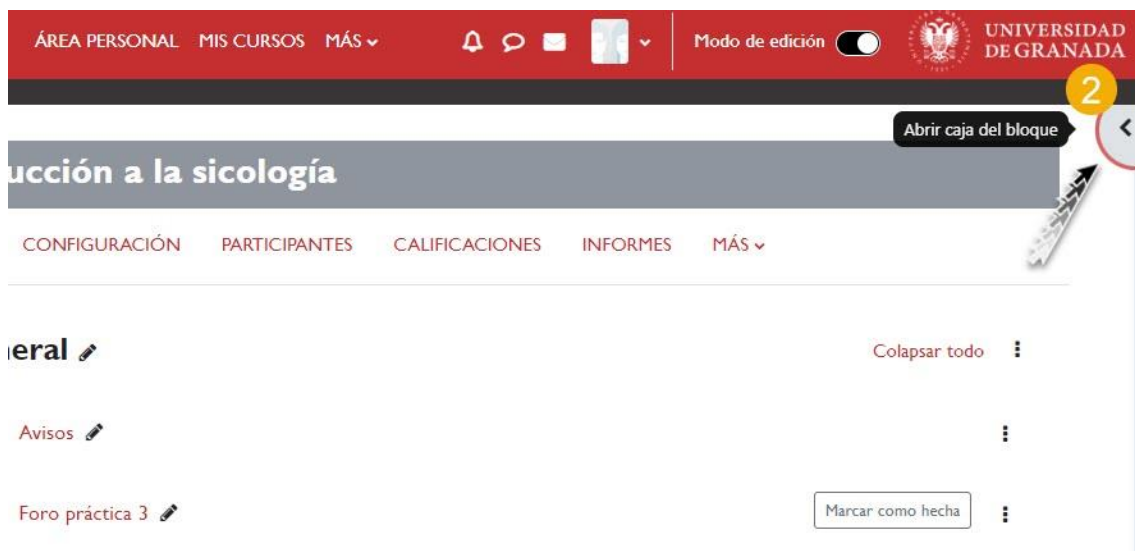 ÁREA PERSONAL MIS CURSOS MÁS Modo de edición UNIVERSIDAD
DE GRANADA
2
Abrir caja del bloque
ucción a la sicología
CONFIGURACIÓN PARTICIPANTES CALIFICACIONES INFORMES MÁS
eral Colapsar todo
Avisos
Foro práctica 3 Marcar como hecha